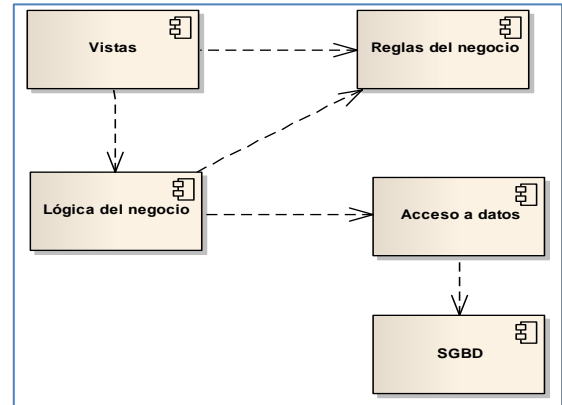 Vistas
Reglas del negocio
Lógica del negocio
Acceso a datos
SGBD